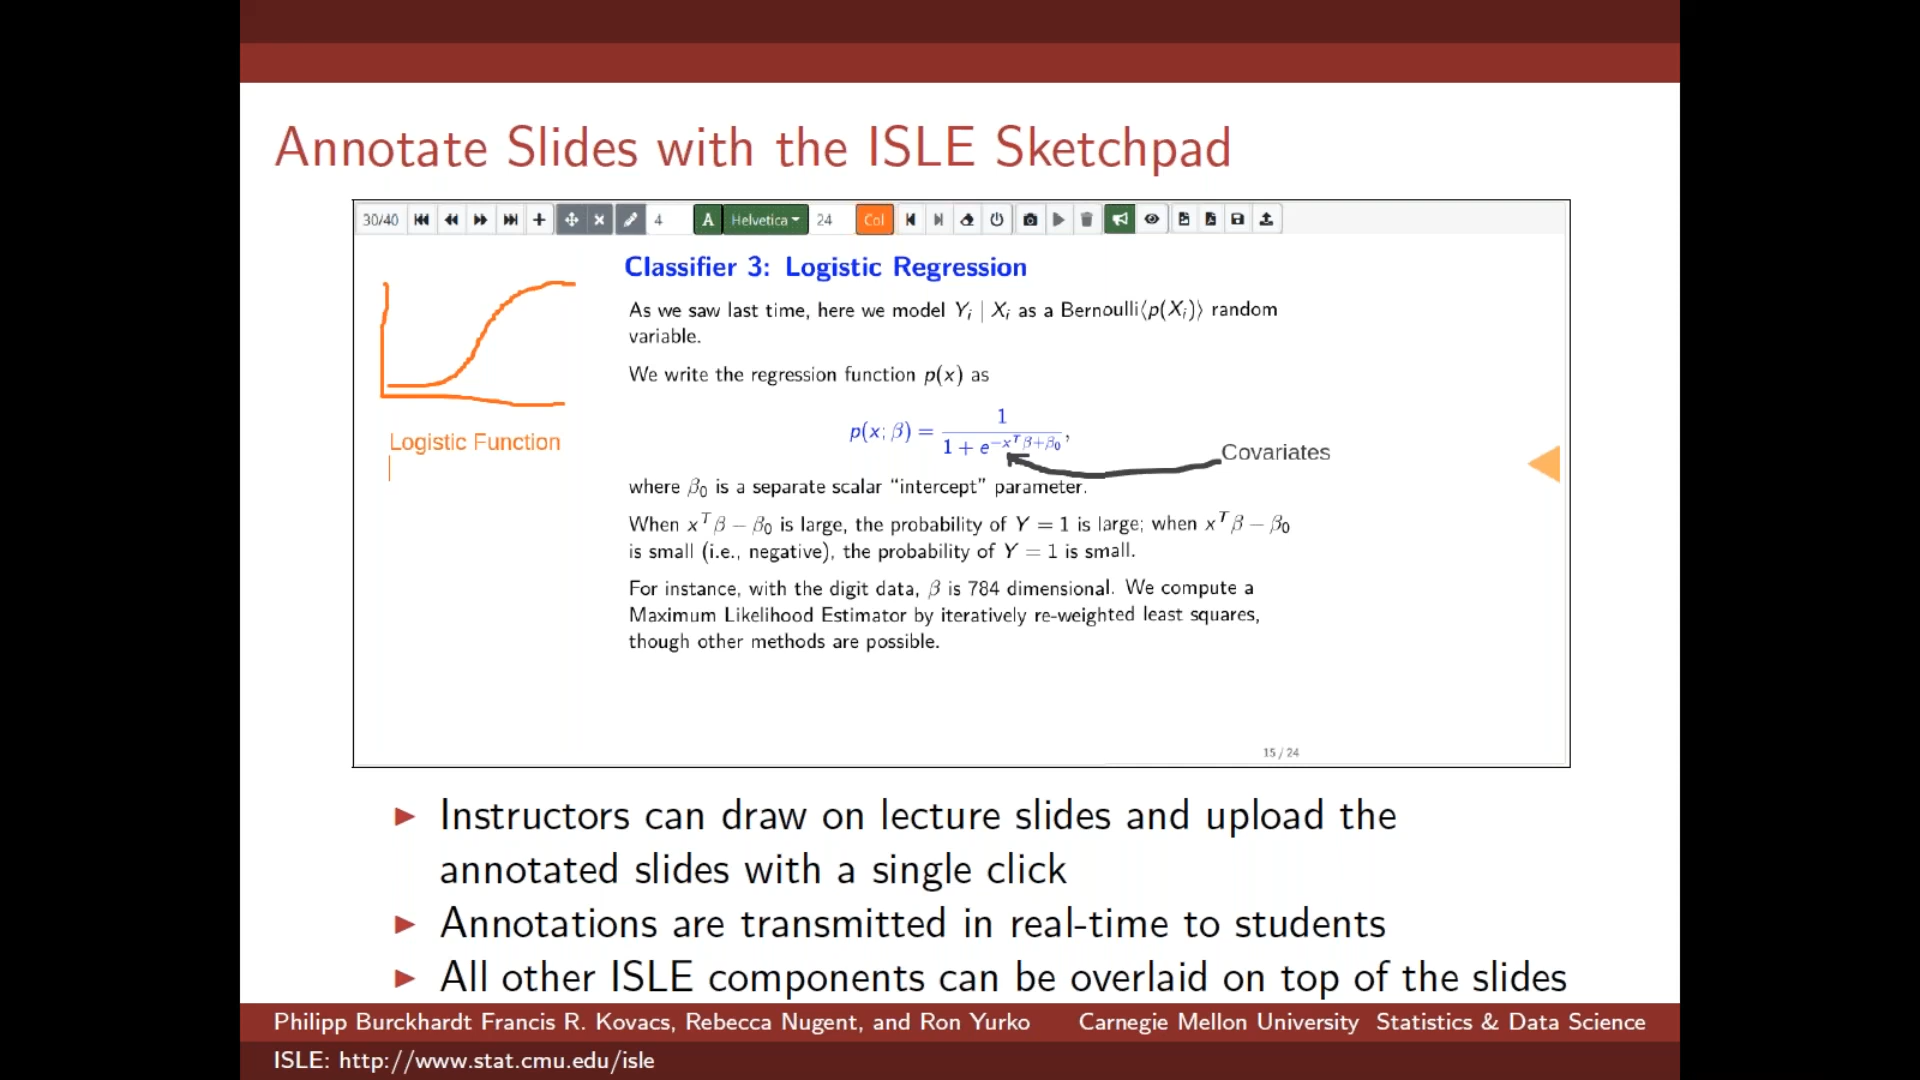 Annotate Slides with the ISLE Sketchpad
30/40 4 A Helvetica 24 Col
Classifier 3: Logistic Regression
As we saw last time, here we model Yᵢ | Xᵢ as a Bernoulli⟨p(Xᵢ)⟩ random
variable.
We write the regression function p(x) as
p(x; β) = 1 / (1 + e^(−x^T β+β₀)),
Logistic Function
Covariates
where β₀ is a separate scalar “intercept” parameter.
When x^T β − β₀ is large, the probability of Y = 1 is large; when x^T β − β₀
is small (i.e., negative), the probability of Y = 1 is small.
For instance, with the digit data, β is 784 dimensional. We compute a
Maximum Likelihood Estimator by iteratively re-weighted least squares,
though other methods are possible.
15 / 24
Instructors can draw on lecture slides and upload the
annotated slides with a single click
Annotations are transmitted in real-time to students
All other ISLE components can be overlaid on top of the slides
Philipp Burckhardt Francis R. Kovacs, Rebecca Nugent, and Ron Yurko Carnegie Mellon University Statistics & Data Science
ISLE: http://www.stat.cmu.edu/isle